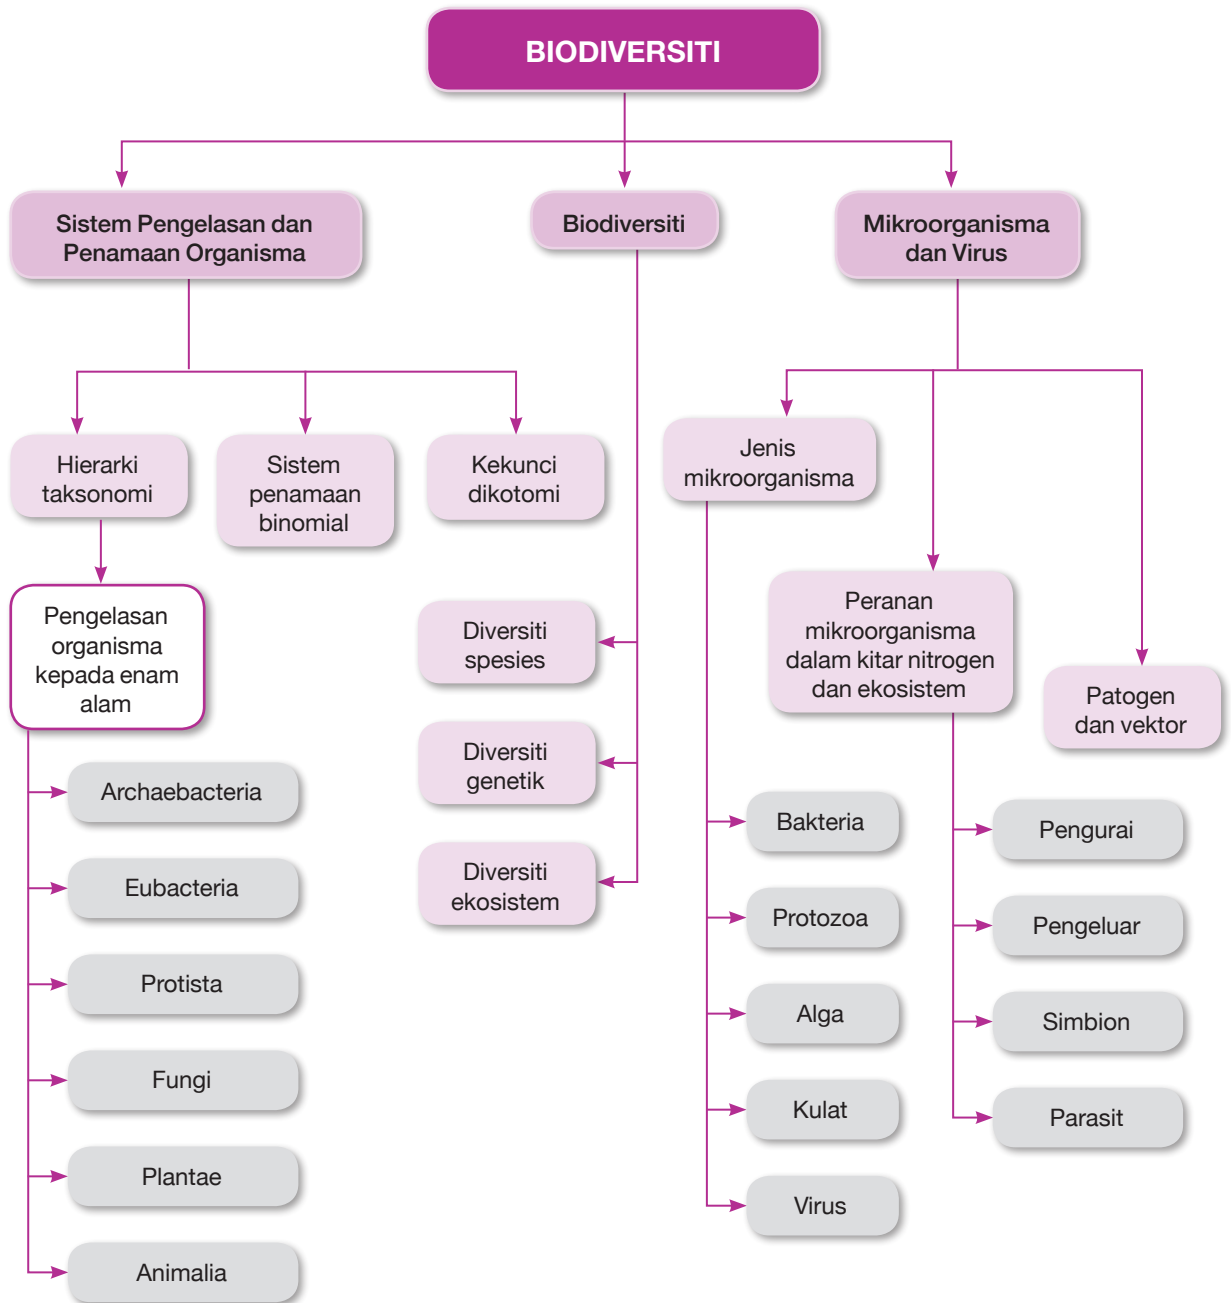 BIODIVERSITI
Sistem Pengelasan dan
Penamaan Organisma
Biodiversiti
Mikroorganisma
dan Virus
Hierarki
taksonomi
Sistem
penamaan
binomial
Kekunci
dikotomi
Jenis
mikroorganisma
Pengelasan
organisma
kepada enam
alam
Diversiti
spesies
Diversiti
genetik
Diversiti
ekosistem
Peranan
mikroorganisma
dalam kitar nitrogen
dan ekosistem
Patogen
dan vektor
Archaebacteria
Eubacteria
Protista
Fungi
Plantae
Animalia
Bakteria
Protozoa
Alga
Kulat
Virus
Pengurai
Pengeluar
Simbion
Parasit